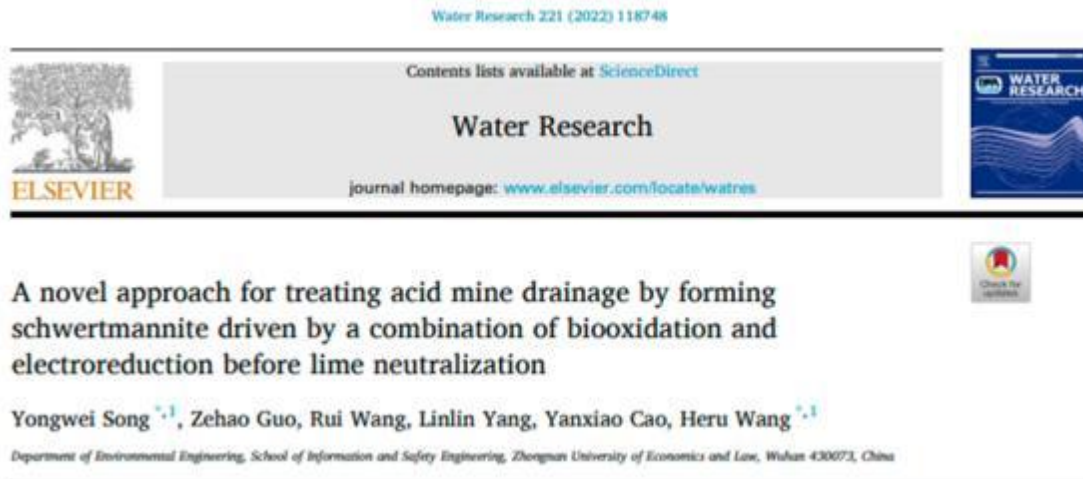 Water Research 221 (2022) 118748
Contents lists available at ScienceDirect
Water Research
journal homepage: www.elsevier.com/locate/watres
ELSEVIER
WATER
RESEARCH
Check for
updates
A novel approach for treating acid mine drainage by forming
schwertmannite driven by a combination of biooxidation and
electroreduction before lime neutralization
Yongwei Song *,1, Zehao Guo, Rui Wang, Linlin Yang, Yanxiao Cao, Heru Wang *,1
Department of Environmental Engineering, School of Information and Safety Engineering, Zhongnan University of Economics and Law, Wuhan 430073, China